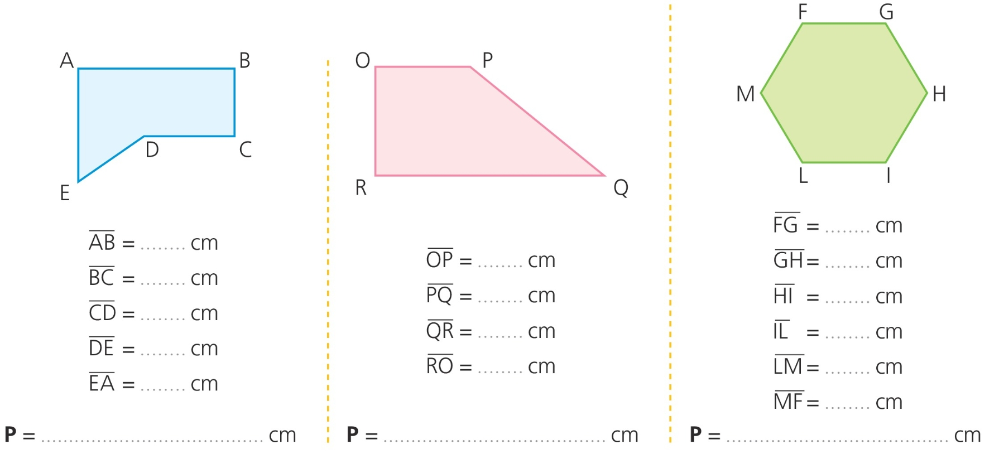 A B
D C
E
AB = ........ cm
BC = ........ cm
CD = ........ cm
DE = ........ cm
EA = ........ cm
P = ........................................ cm
O P
R Q
OP = ........ cm
PQ = ........ cm
QR = ........ cm
RO = ........ cm
P = ........................................ cm
F G
M H
L I
FG = ........ cm
GH = ........ cm
HI = ........ cm
IL = ........ cm
LM = ........ cm
MF = ........ cm
P = ........................................ cm